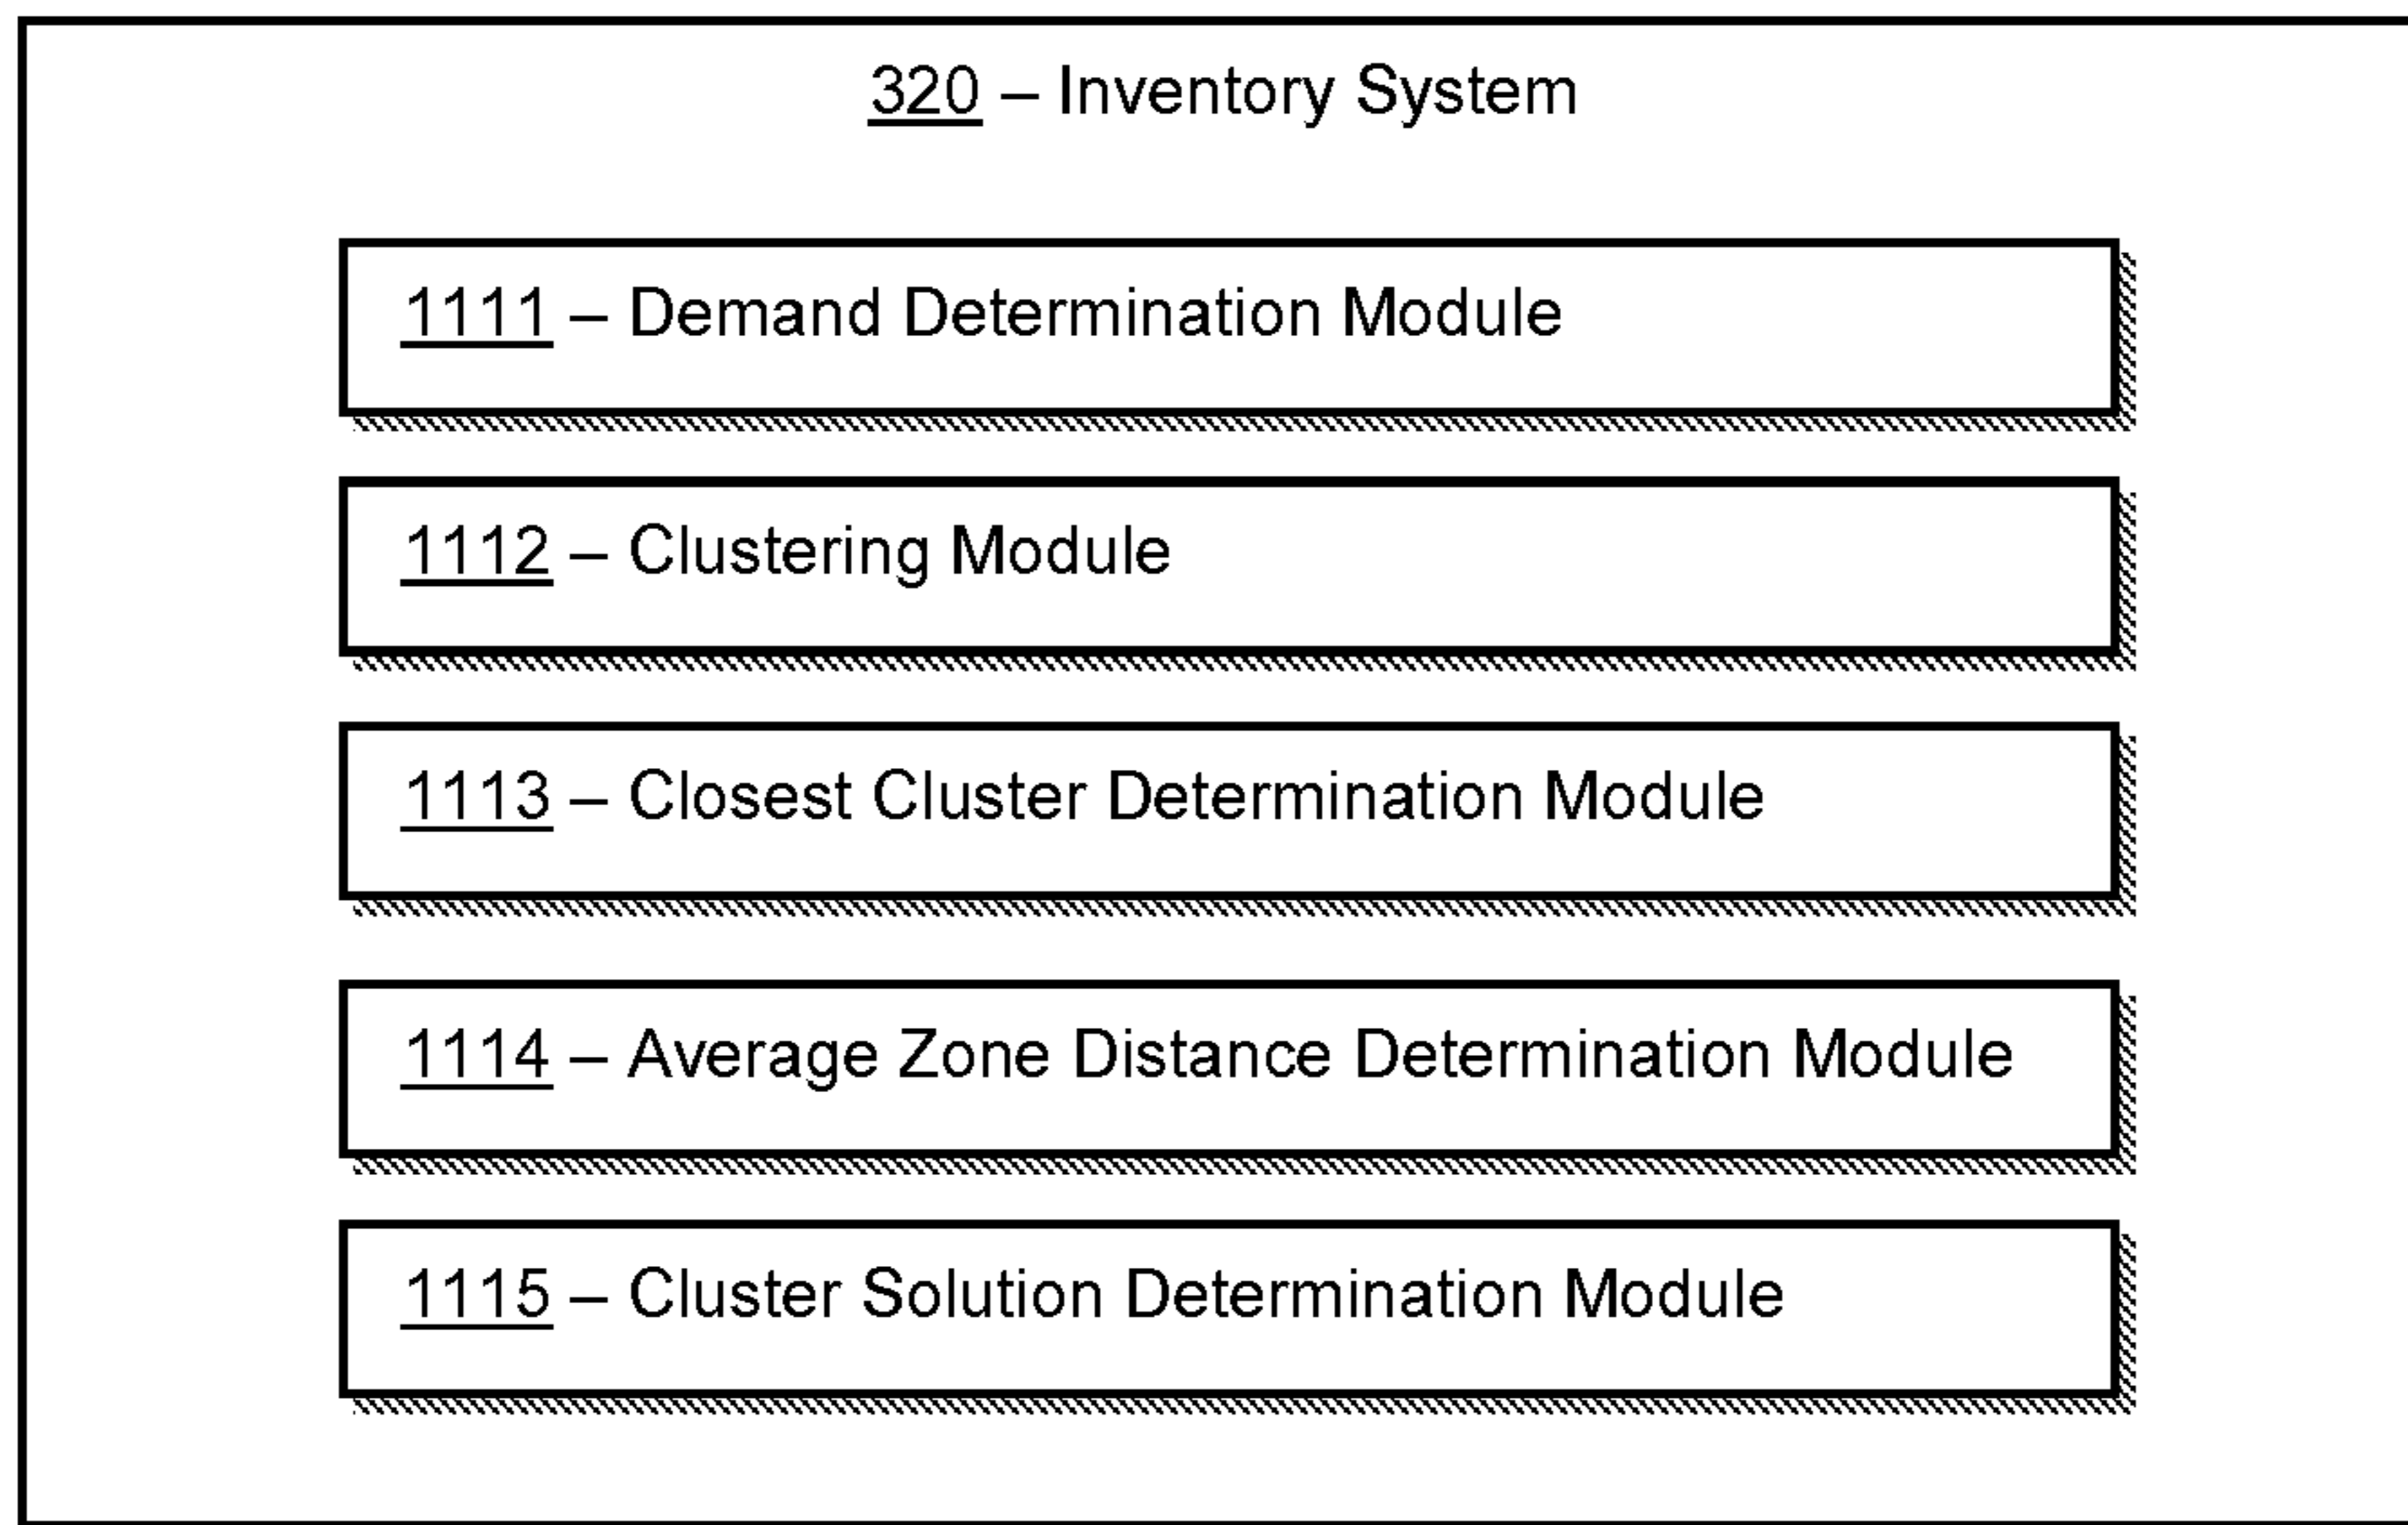 320 – Inventory System
1111 – Demand Determination Module
1112 – Clustering Module
1113 – Closest Cluster Determination Module
1114 – Average Zone Distance Determination Module
1115 – Cluster Solution Determination Module